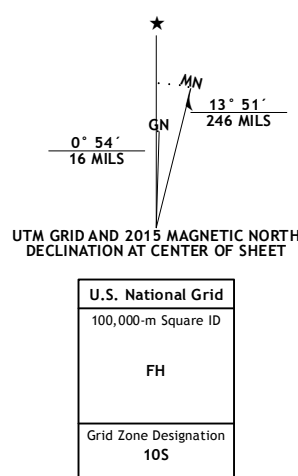 ★
MN
GN
13° 51´
246 MILS
0° 54´
16 MILS
UTM GRID AND 2015 MAGNETIC NORTH
DECLINATION AT CENTER OF SHEET
U.S. National Grid
100,000-m Square ID
FH
Grid Zone Designation
10S